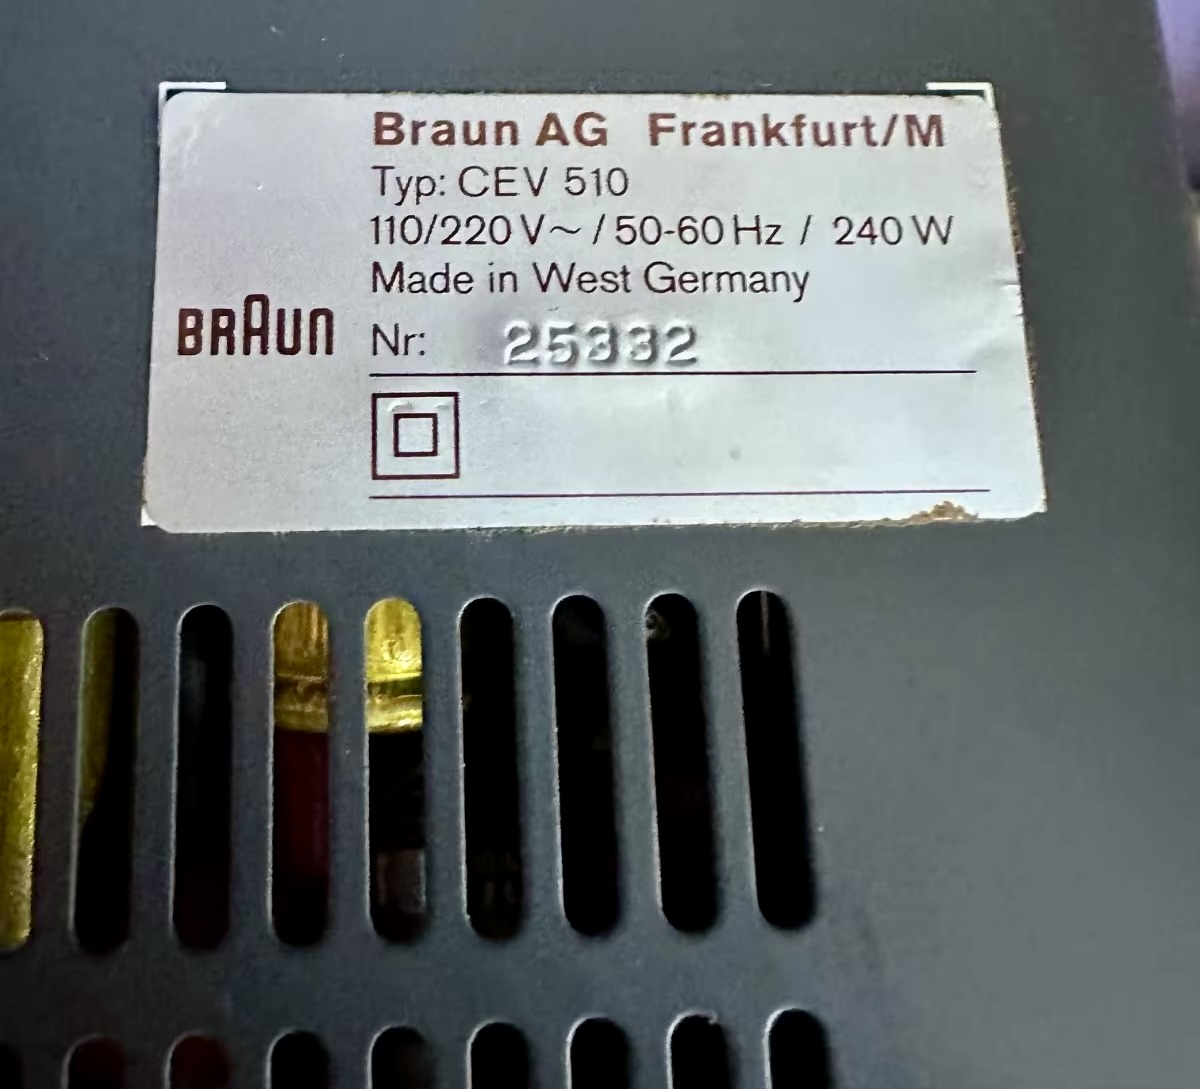 Braun AG Frankfurt/M
Typ: CEV 510
110/220 V~ / 50-60 Hz / 240 W
Made in West Germany
BRAUN
Nr: 25332